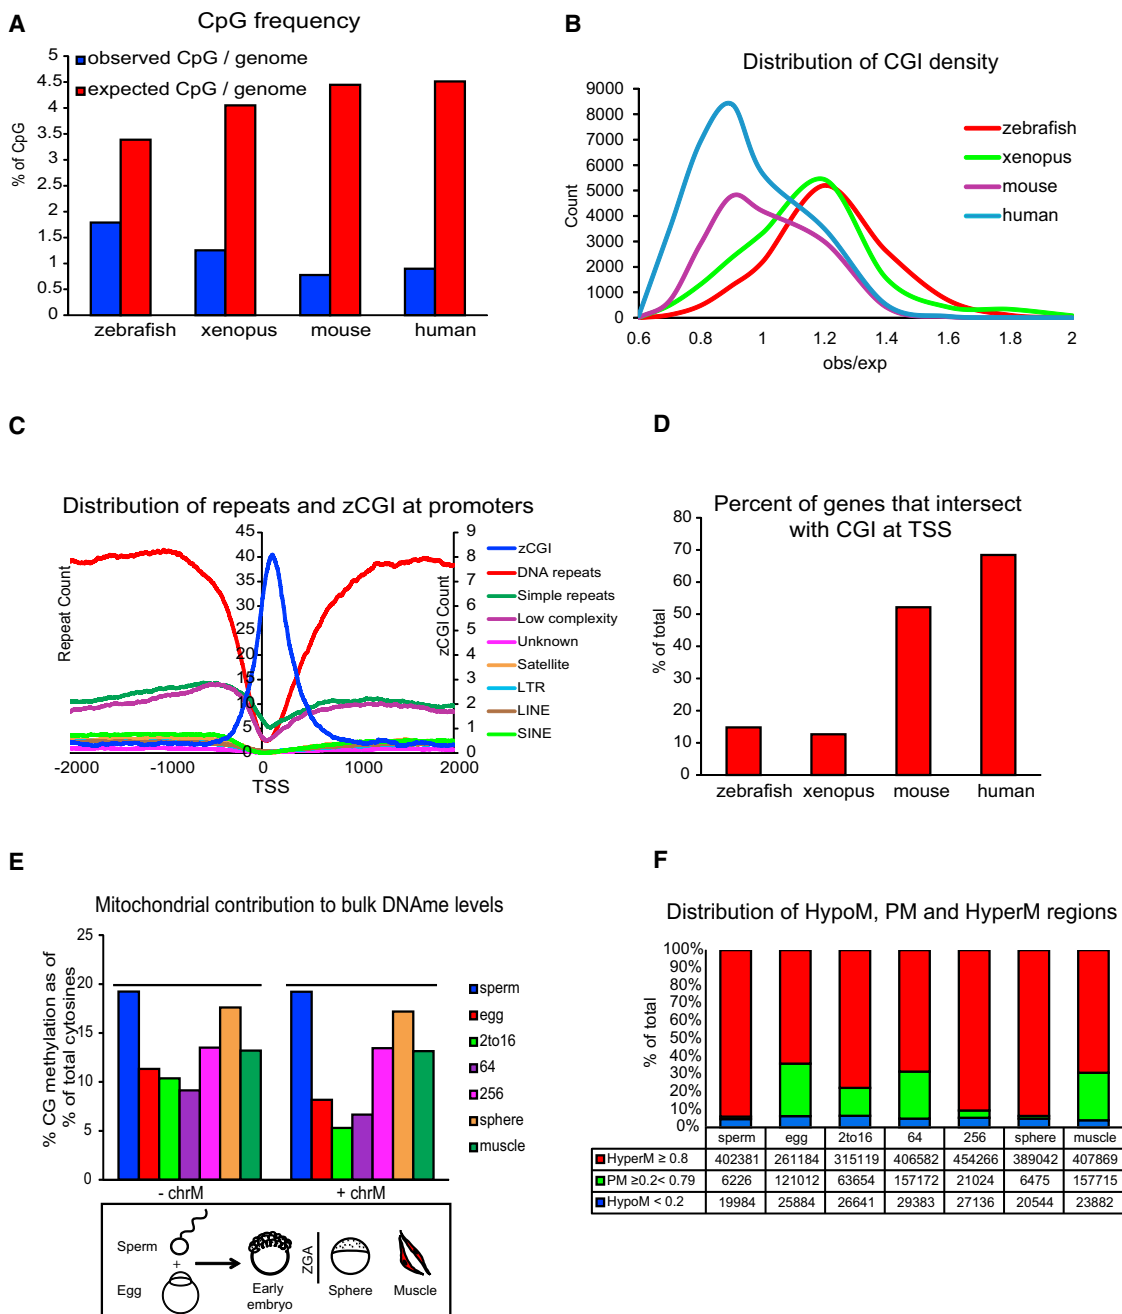 A
CpG frequency
observed CpG / genome
expected CpG / genome
% of CpG
5
4.5
4
3.5
3
2.5
2
1.5
1
0.5
0
zebrafish
xenopus
mouse
human
B
Distribution of CGI density
Count
9000
8000
7000
6000
5000
4000
3000
2000
1000
0
0.6
0.8
1
1.2
1.4
1.6
1.8
2
obs/exp
zebrafish
xenopus
mouse
human
C
Distribution of repeats and zCGI at promoters
Repeat Count
45
40
35
30
25
20
15
10
5
0
zCGI Count
9
8
7
6
5
4
3
2
1
0
-2000
-1000
0
1000
2000
TSS
zCGI
DNA repeats
Simple repeats
Low complexity
Unknown
Satellite
LTR
LINE
SINE
D
Percent of genes that intersect
with CGI at TSS
% of total
80
70
60
50
40
30
20
10
0
zebrafish
xenopus
mouse
human
E
Mitochondrial contribution to bulk DNAme levels
% CG methylation as of
% of total cytosines
25
20
15
10
5
0
- chrM
+ chrM
sperm
egg
2to16
64
256
sphere
muscle
Sperm
+
Egg
Early
embryo
ZGA
Sphere
Muscle
F
Distribution of HypoM, PM and HyperM regions
% of total
100%
90%
80%
70%
60%
50%
40%
30%
20%
10%
0%
sperm egg 2to16 64 256 sphere muscle
HyperM ≥ 0.8 402381 261184 315119 406582 454266 389042 407869
PM ≥0.2< 0.79 6226 121012 63654 157172 21024 6475 157715
HypoM < 0.2 19984 25884 26641 29383 27136 20544 23882